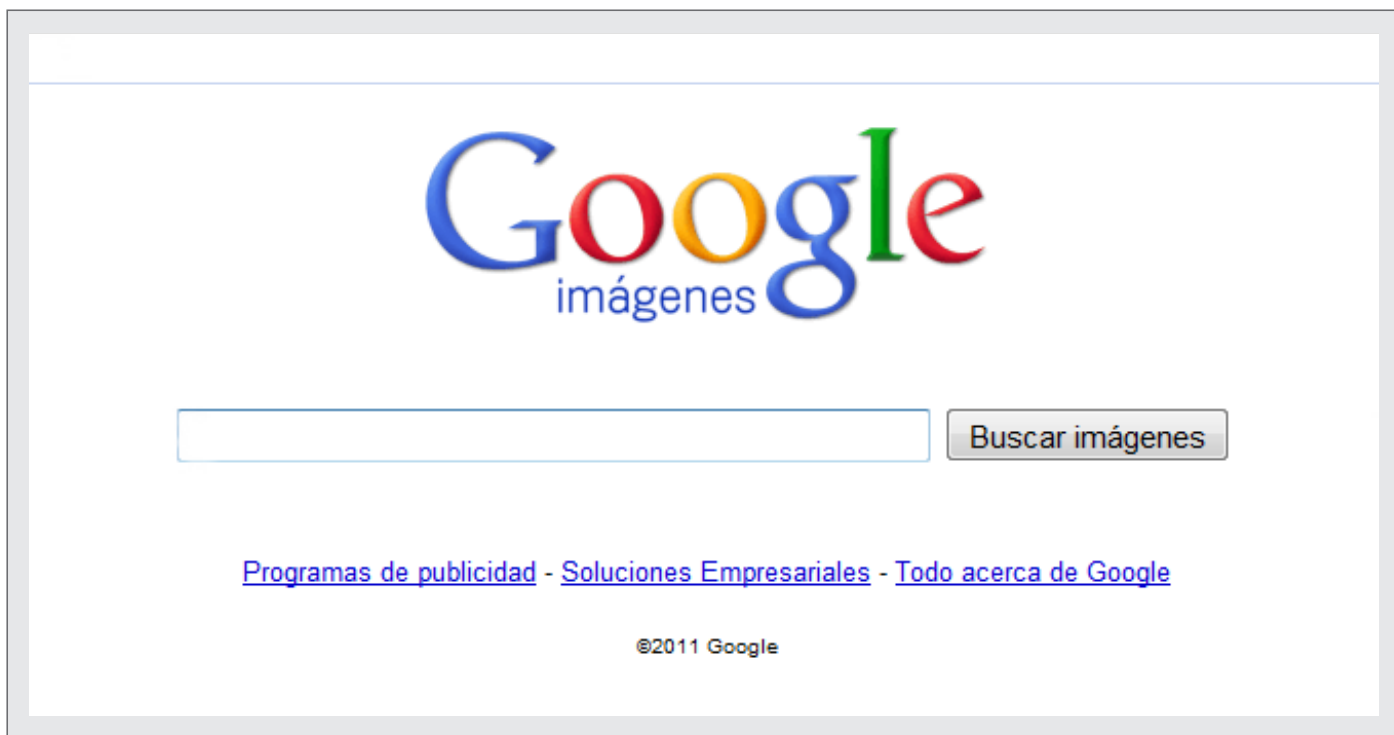 Google
imágenes
Buscar imágenes
Programas de publicidad - Soluciones Empresariales - Todo acerca de Google
©2011 Google